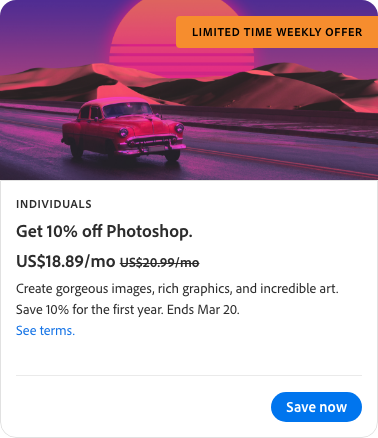 LIMITED TIME WEEKLY OFFER
INDIVIDUALS
Get 10% off Photoshop.
US$18.89/mo US$20.99/mo
Create gorgeous images, rich graphics, and incredible art.
Save 10% for the first year. Ends Mar 20.
See terms.
Save now